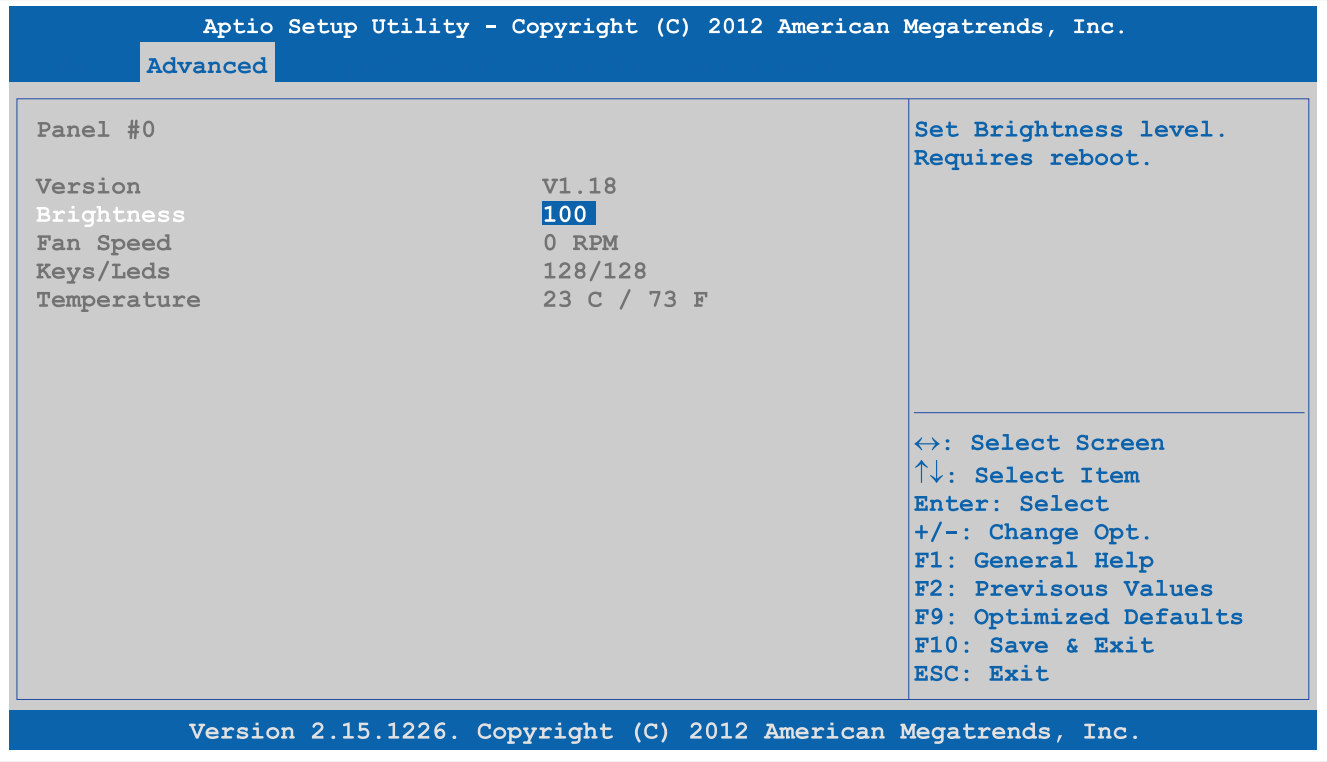 Aptio Setup Utility - Copyright (C) 2012 American Megatrends, Inc.
Advanced
Panel #0
Version V1.18
Brightness 100
Fan Speed 0 RPM
Keys/Leds 128/128
Temperature 23 C / 73 F
Set Brightness level.
Requires reboot.
↔: Select Screen
↑↓: Select Item
Enter: Select
+/-: Change Opt.
F1: General Help
F2: Previsous Values
F9: Optimized Defaults
F10: Save & Exit
ESC: Exit
Version 2.15.1226. Copyright (C) 2012 American Megatrends, Inc.